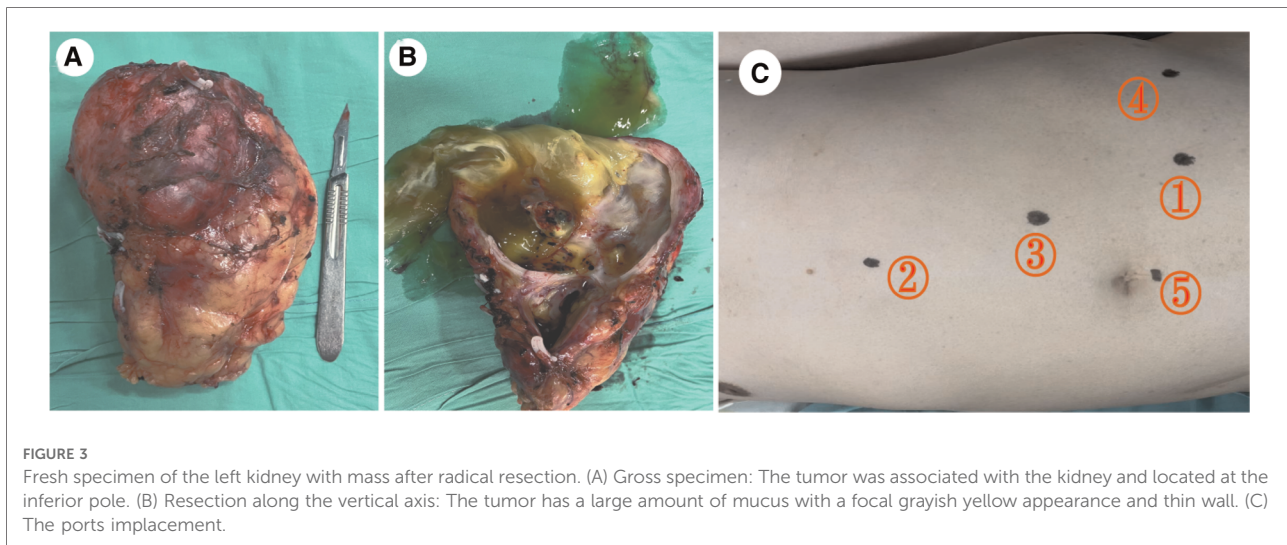 A
B
C
④
①
③
②
⑤
FIGURE 3
Fresh specimen of the left kidney with mass after radical resection. (A) Gross specimen: The tumor was associated with the kidney and located at the
inferior pole. (B) Resection along the vertical axis: The tumor has a large amount of mucus with a focal grayish yellow appearance and thin wall. (C)
The ports implacement.